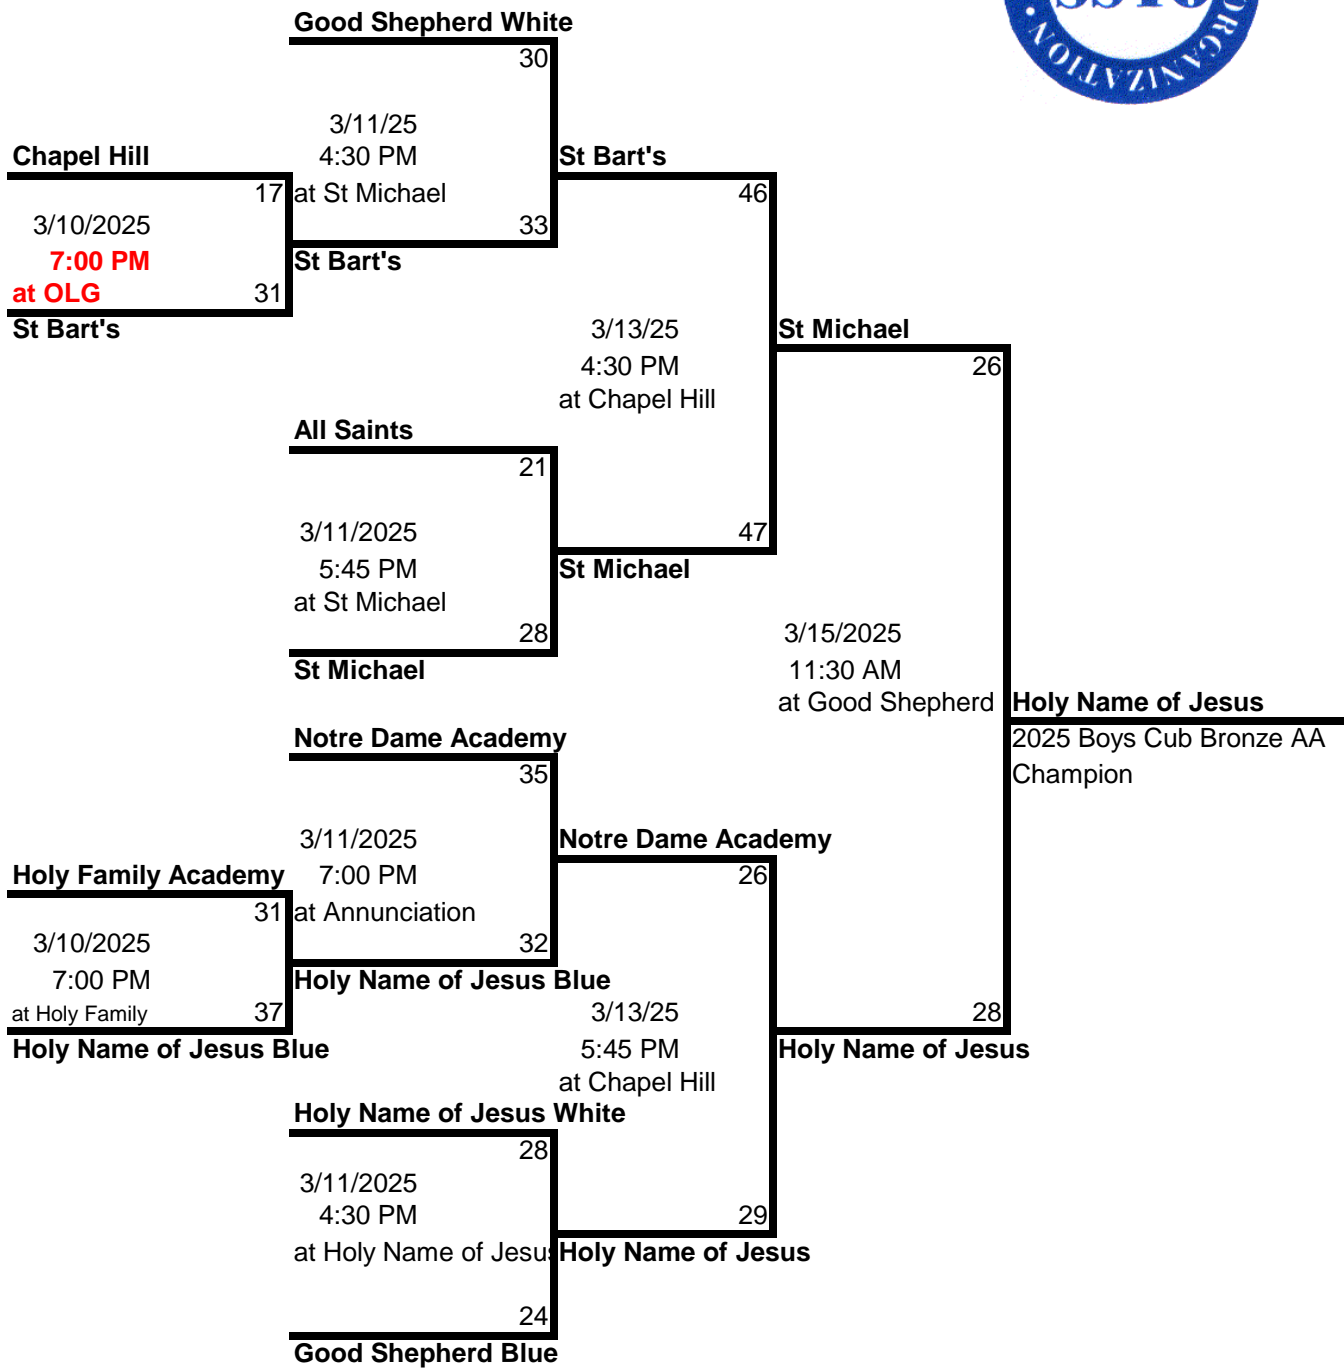 Good Shepherd White
30
ORGANIZATION
3/11/25
Chapel Hill
4:30 PM
St Bart's
17
at St Michael
46
3/10/2025
33
7:00 PM
St Bart's
at OLG
31
St Bart's
3/13/25
St Michael
4:30 PM
26
at Chapel Hill
All Saints
21
3/11/2025
47
5:45 PM
St Michael
at St Michael
28
3/15/2025
St Michael
11:30 AM
at Good Shepherd
Holy Name of Jesus
Notre Dame Academy
2025 Boys Cub Bronze AA
35
Champion
3/11/2025
Notre Dame Academy
Holy Family Academy
7:00 PM
26
31
at Annunciation
3/10/2025
32
7:00 PM
Holy Name of Jesus Blue
at Holy Family
37
3/13/25
28
Holy Name of Jesus Blue
5:45 PM
Holy Name of Jesus
at Chapel Hill
Holy Name of Jesus White
28
3/11/2025
4:30 PM
29
at Holy Name of Jesus
Holy Name of Jesus
24
Good Shepherd Blue